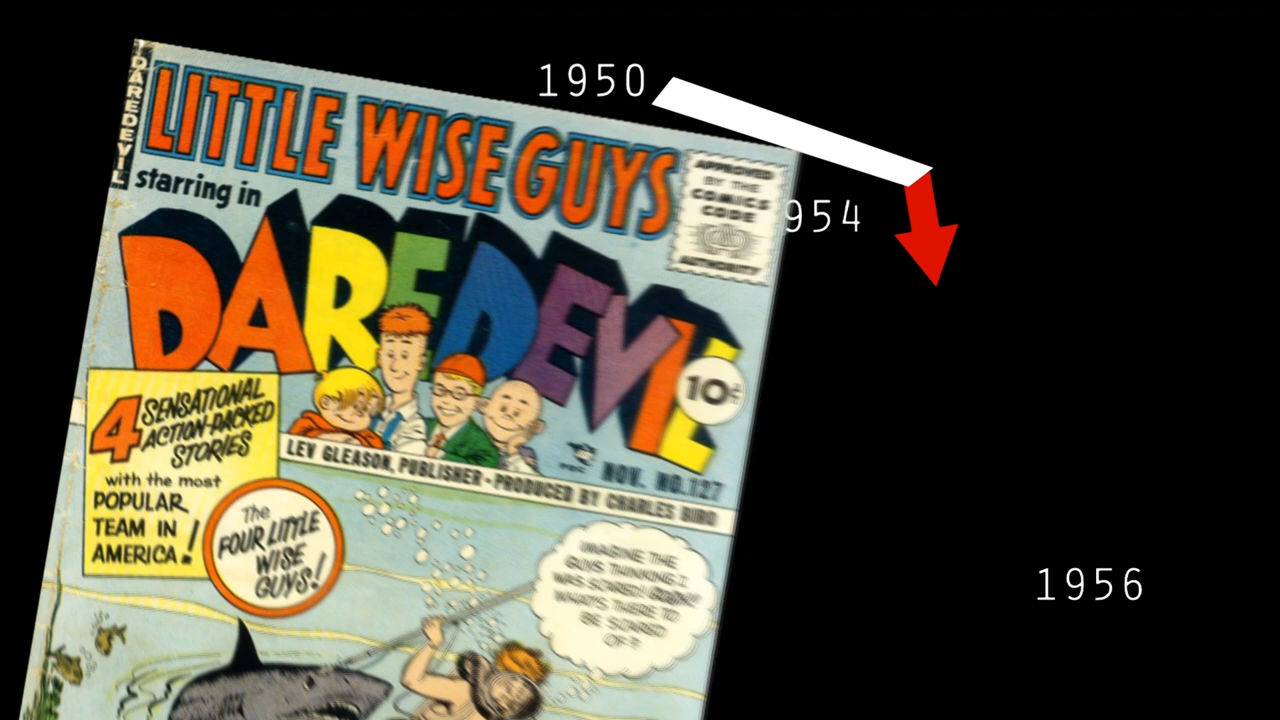 1950
DAREDEVIL
LITTLE WISE GUYS
APPROVED
BY THE
COMICS
CODE
AUTHORITY
starring in
954
DAREDEVIL
10¢
4 SENSATIONAL
ACTION-PACKED
STORIES
with the most
POPULAR
TEAM IN
AMERICA!
The
FOUR LITTLE
WISE
GUYS!
NOV. NO.127
LEV GLEASON, PUBLISHER • PRODUCED BY CHARLES BIRO
IMAGINE THE
GUYS THINKING I
WAS SCARED!
WHAT'S THERE TO
BE SCARED
OF?
1956